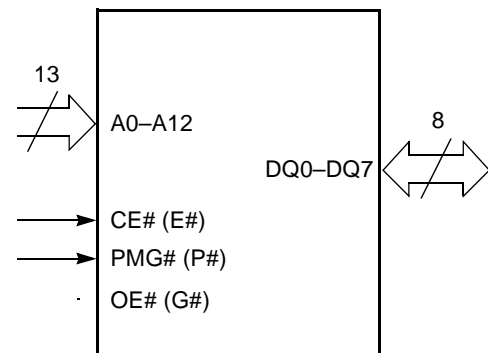 13
8
A0–A12
DQ0–DQ7
CE# (E#)
PMG# (P#)
OE# (G#)